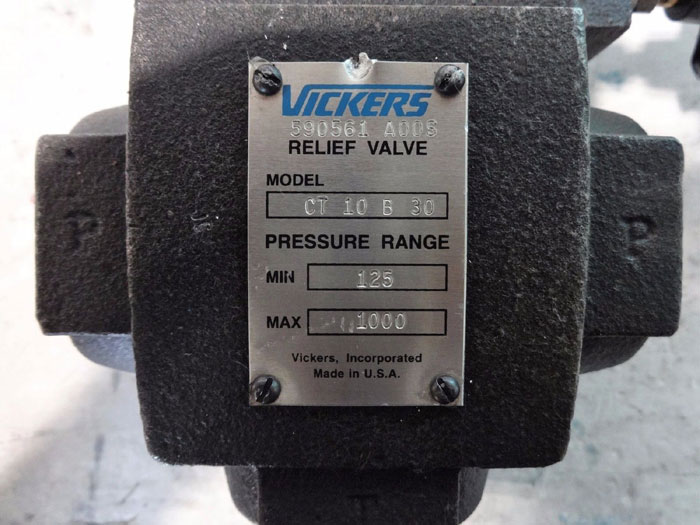 VICKERS
590561 A00S
RELIEF VALVE
MODEL
CT 10 B 30
P
P
PRESSURE RANGE
MIN 125
MAX 1000
Vickers, Incorporated
Made in U.S.A.
T